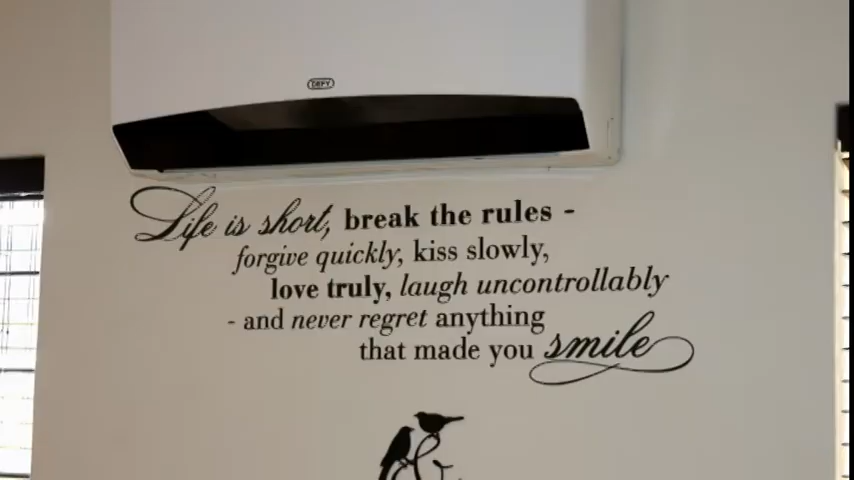 DEFY
Life is short, break the rules -
forgive quickly, kiss slowly,
love truly, laugh uncontrollably
- and never regret anything
that made you smile
&